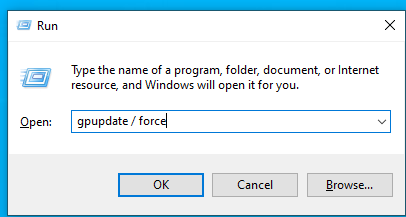 Run
Type the name of a program, folder, document, or Internet
resource, and Windows will open it for you.
Open: gpupdate / force
OK Cancel Browse...